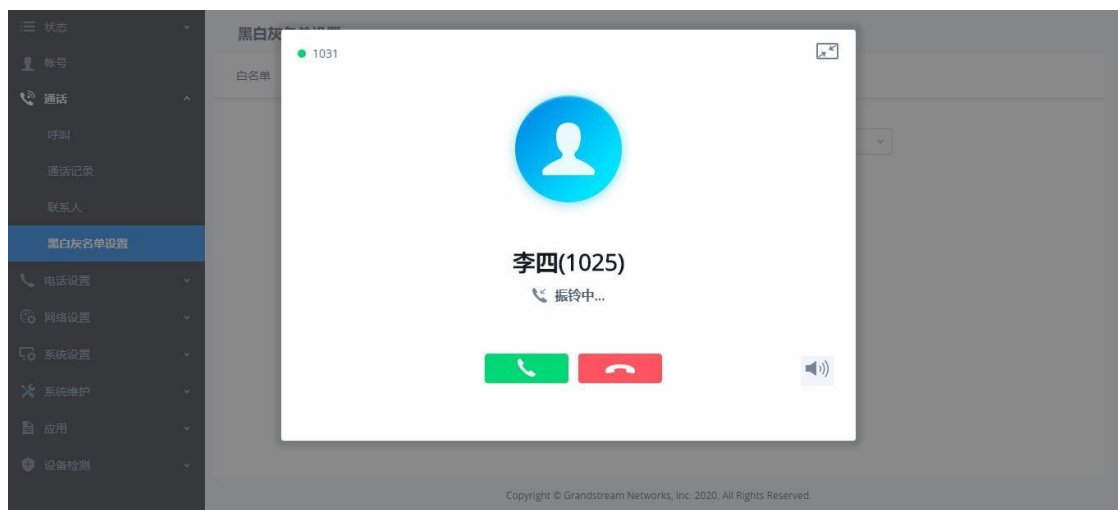 状态
帐号
通话
呼叫
通话记录
联系人
黑白灰名单设置
电话设置
网络设置
系统设置
系统维护
应用
设备检测
黑白灰
白名单
1031
李四(1025)
振铃中...
Copyright © Grandstream Networks, Inc. 2020. All Rights Reserved.